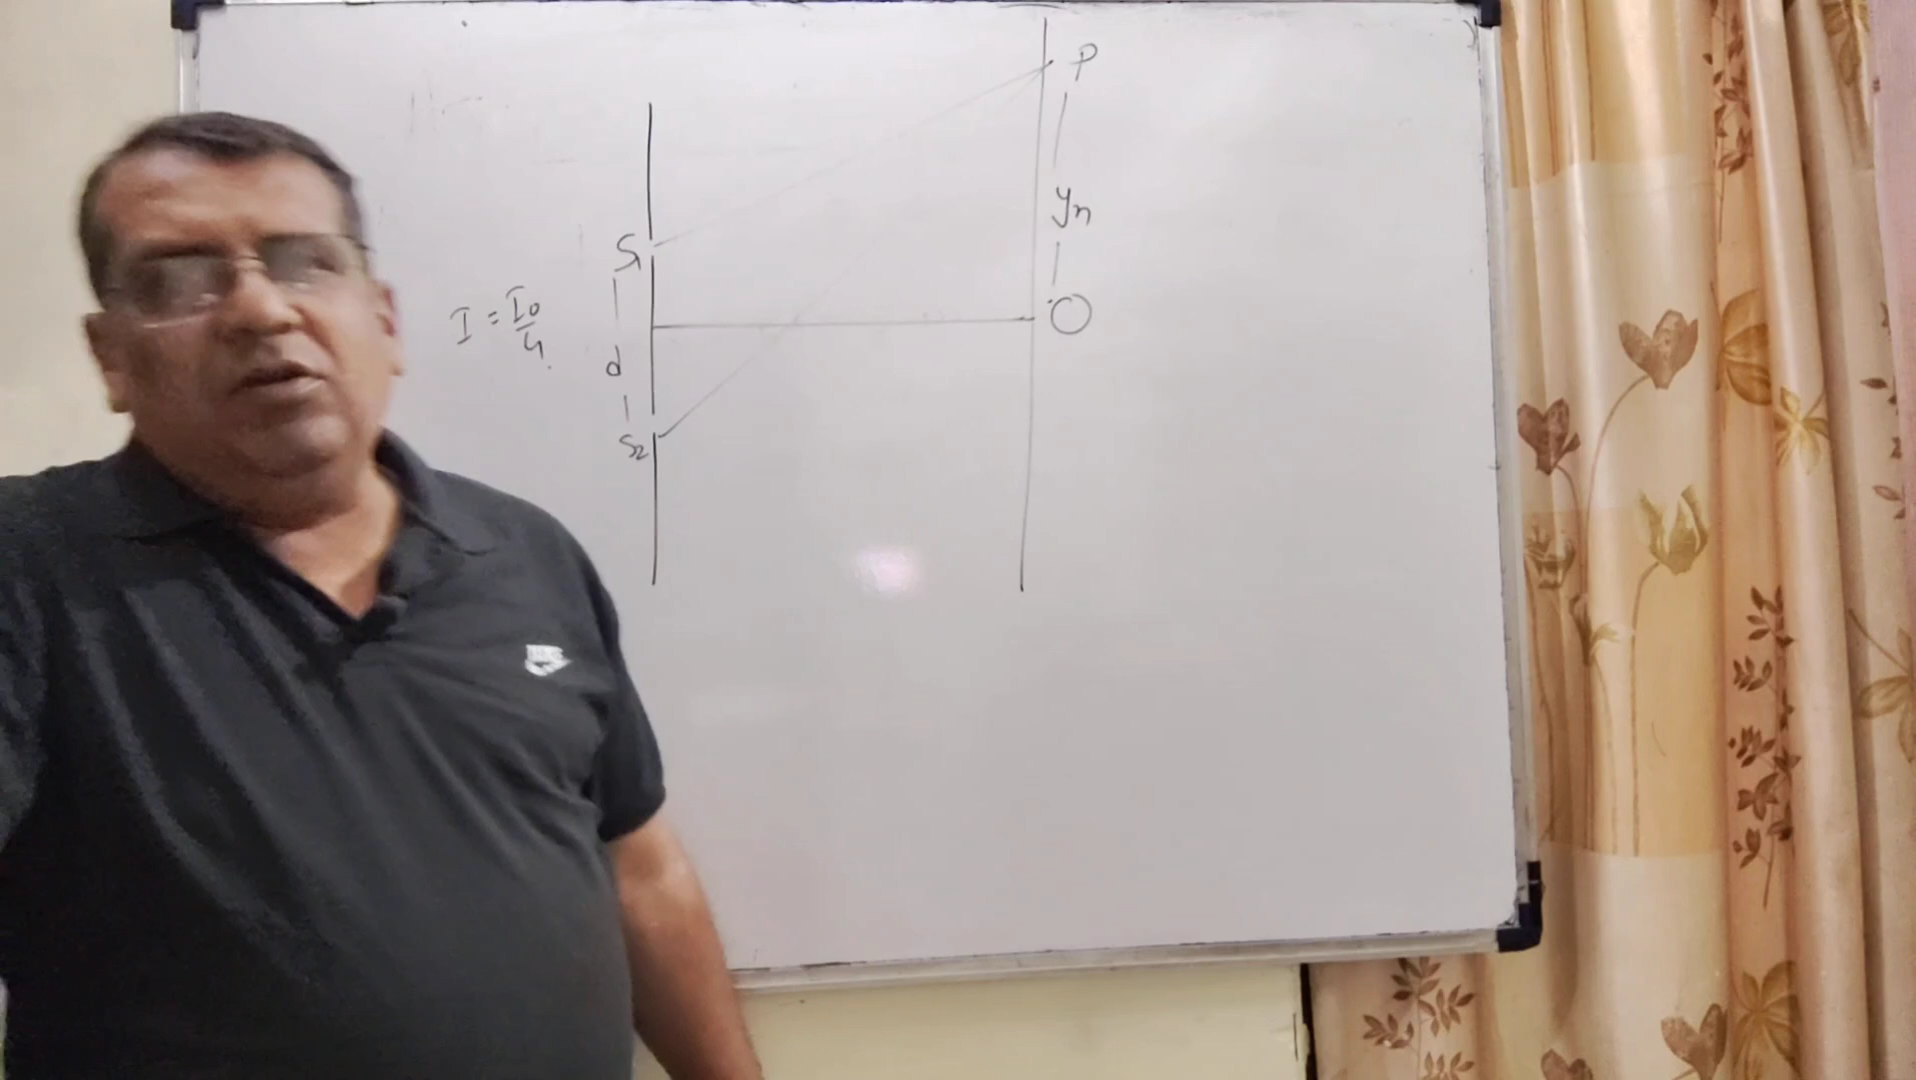 P
yn
S1
I = I0/4
O
d
S2